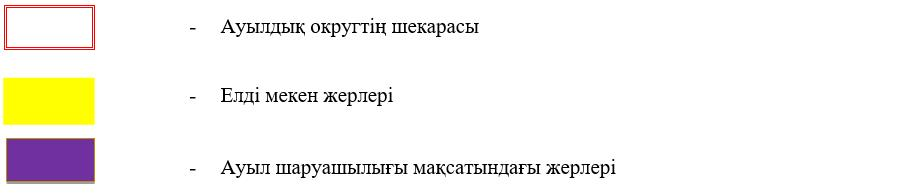 - Ауылдық округтің шекарасы
- Елді мекен жерлері
- Ауыл шаруашылығы мақсатындағы жерлері